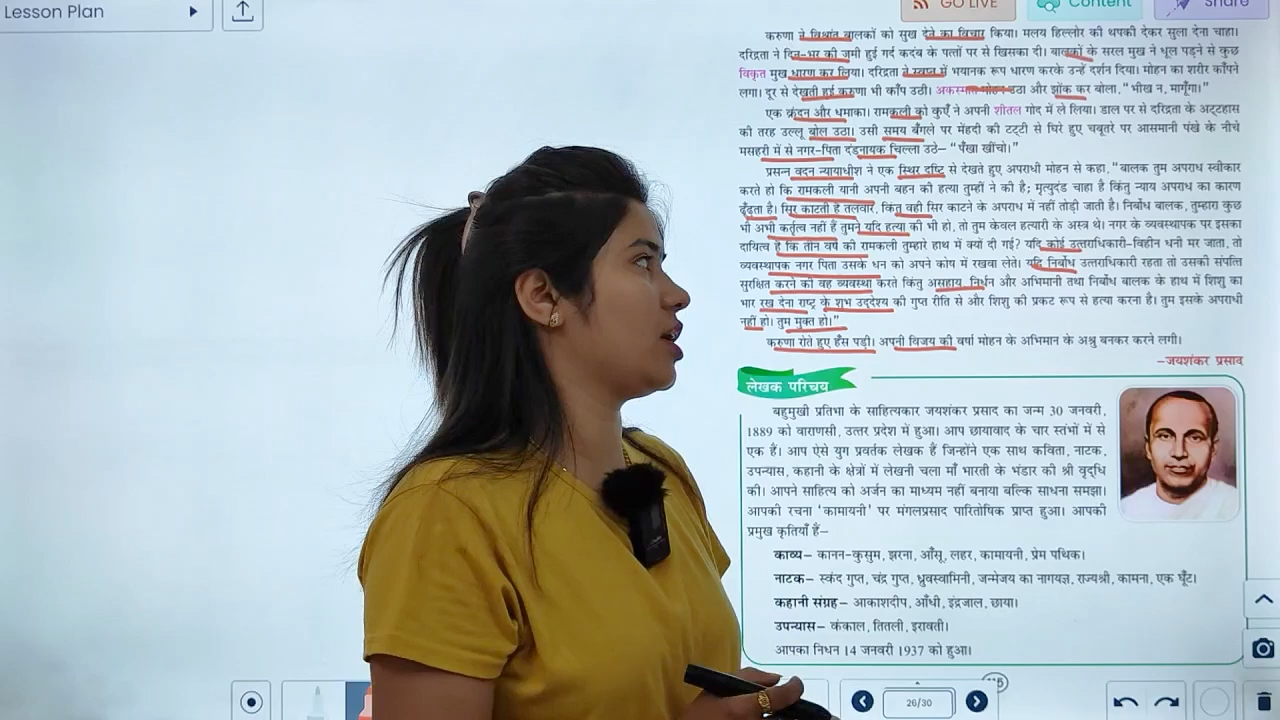 Lesson Plan
GO LIVE
Content
Share
करुणा ने विश्रांत बालकों को सुख देने का विचार किया। मलय हिल्लोर की थपकी देकर सुला देना चाहा।
दरिद्रता ने दिन-भर की जमी हुई गर्द कदंब के पत्तों पर से खिसका दी। बालकों के सरल मुख ने धूल पड़ने से कुछ
विकृत मुख धारण कर लिया। दरिद्रता ने स्वप्न में भयानक रूप धारण करके उन्हें दर्शन दिया। मोहन का शरीर काँपने
लगा। दूर से देखती हुई करुणा भी काँप उठी। अकस्मात मोहन उठा और झोंक कर बोला, “भीख न, मागूँगा।”
एक क्रंदन और धमाका। रामकली को कुएँ ने अपनी शीतल गोद में ले लिया। डाल पर से दरिद्रता के अट्टहास
की तरह उल्लू बोल उठा। उसी समय बँगले पर मेंहदी की टट्टी से घिरे हुए चबूतरे पर आसमानी पंखे के नीचे
मसहरी में से नगर-पिता दंडनायक चिल्ला उठे– “पँखा खींचो।”
प्रसन्न वदन न्यायाधीश ने एक स्थिर दृष्टि से देखते हुए अपराधी मोहन से कहा, “बालक तुम अपराध स्वीकार
करते हो कि रामकली यानी अपनी बहन की हत्या तुम्हीं ने की है; मृत्युदंड चाहा है किंतु न्याय अपराध का कारण
ढूँढता है। सिर काटती है तलवार, किंतु वही सिर काटने के अपराध में नहीं तोड़ी जाती है। निर्बोध बालक, तुम्हारा कुछ
भी अभी कर्तृत्व नहीं हैं तुमने यदि हत्या की भी हो, तो तुम केवल हत्यारी के अस्त्र थे। नगर के व्यवस्थापक पर इसका
दायित्व है कि तीन वर्ष की रामकली तुम्हारे हाथ में क्यों दी गई? यदि कोई उत्तराधिकारी-विहीन धनी मर जाता, तो
व्यवस्थापक नगर पिता उसके धन को अपने कोष में रखवा लेते। यदि निर्बोध उत्तराधिकारी रहता तो उसकी संपत्ति
सुरक्षित करने की वह व्यवस्था करते किंतु असहाय, निर्धन और अभिमानी तथा निर्बोध बालक के हाथ में शिशु का
भार रख देना राष्ट्र के शुभ उद्देश्य की गुप्त रीति से और शिशु की प्रकट रूप से हत्या करना है। तुम इसके अपराधी
नहीं हो। तुम मुक्त हो।”
करुणा रोते हुए हँस पड़ी। अपनी विजय की वर्षा मोहन के अभिमान के अश्रु बनकर करने लगी।
–जयशंकर प्रसाद
लेखक परिचय
बहुमुखी प्रतिभा के साहित्यकार जयशंकर प्रसाद का जन्म 30 जनवरी,
1889 को वाराणसी, उत्तर प्रदेश में हुआ। आप छायावाद के चार स्तंभों में से
एक हैं। आप ऐसे युग प्रवर्तक लेखक हैं जिन्होंने एक साथ कविता, नाटक,
उपन्यास, कहानी के क्षेत्रों में लेखनी चला माँ भारती के भंडार की श्री वृद्धि
की। आपने साहित्य को अर्जन का माध्यम नहीं बनाया बल्कि साधना समझा।
आपकी रचना ‘कामायनी’ पर मंगलप्रसाद पारितोषिक प्राप्त हुआ। आपकी
प्रमुख कृतियाँ हैं–
काव्य– कानन-कुसुम, झरना, आँसू, लहर, कामायनी, प्रेम पथिक।
नाटक– स्कंद गुप्त, चंद्र गुप्त, ध्रुवस्वामिनी, जन्मेजय का नागयज्ञ, राज्यश्री, कामना, एक घूँट।
कहानी संग्रह– आकाशदीप, आँधी, इंद्रजाल, छाया।
उपन्यास– कंकाल, तितली, इरावती।
आपका निधन 14 जनवरी 1937 को हुआ।
26/30